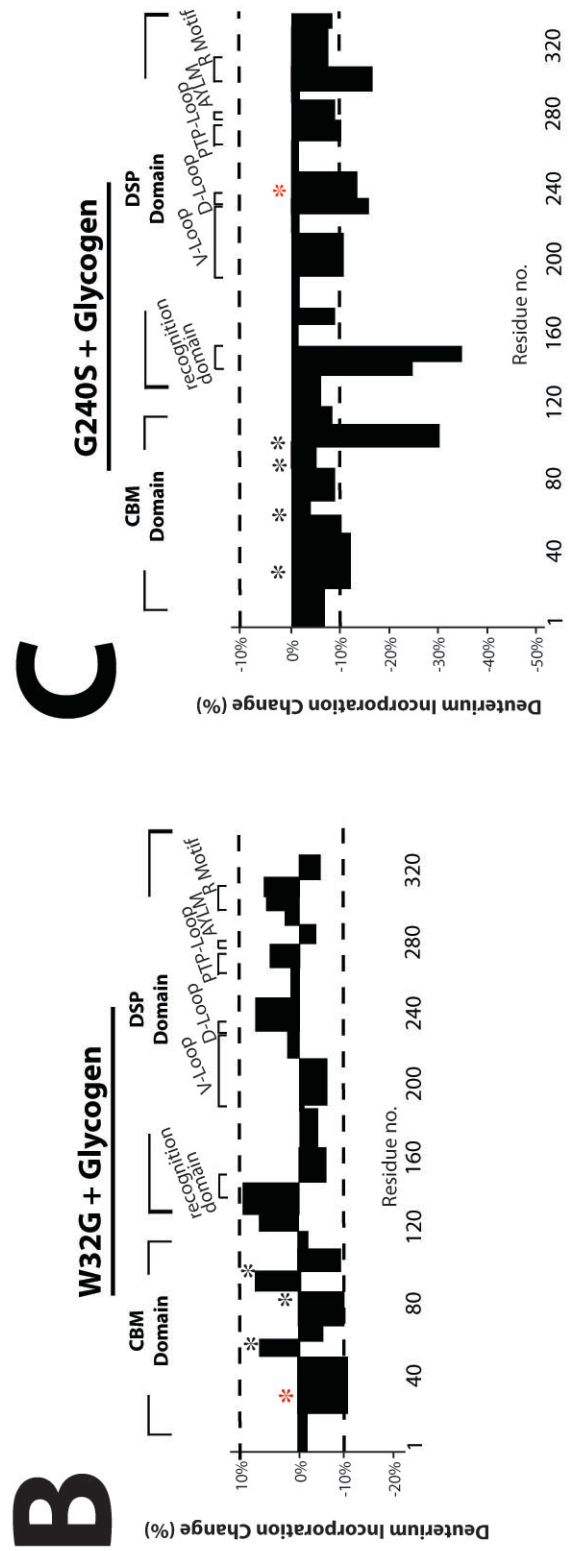 B
W32G + Glycogen
CBM
Domain
DSP
Domain
recognition
domain
V-Loop
D-Loop
PTP-Loop
AYLM
R Motif
*
*
*
*
10%
0%
-10%
-20%
Deuterium Incorporation Change (%)
1
40
80
120
160
200
240
280
320
Residue no.
C
G240S + Glycogen
CBM
Domain
DSP
Domain
recognition
domain
V-Loop
D-Loop
PTP-Loop
AYLM
R Motif
*
*
*
*
*
-10%
0%
-10%
-20%
-30%
-40%
-50%
Deuterium Incorporation Change (%)
1
40
80
120
160
200
240
280
320
Residue no.